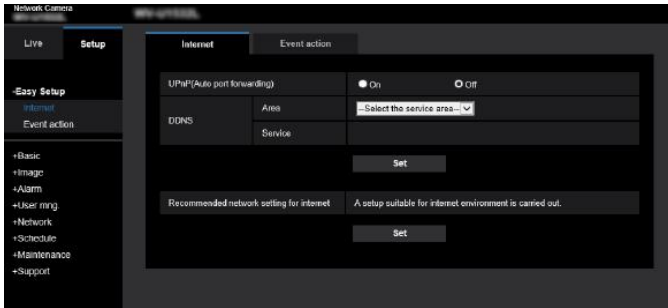 Network Camera
Live
Setup
Internet
Event action
-Easy Setup
Internet
Event action
+Basic
+Image
+Alarm
+User mng.
+Network
+Schedule
+Maintenance
+Support
UPnP(Auto port forwarding)
On
Off
DDNS
Area
--Select the service area--
Service
Set
Recommended network setting for internet
A setup suitable for internet environment is carried out.
Set